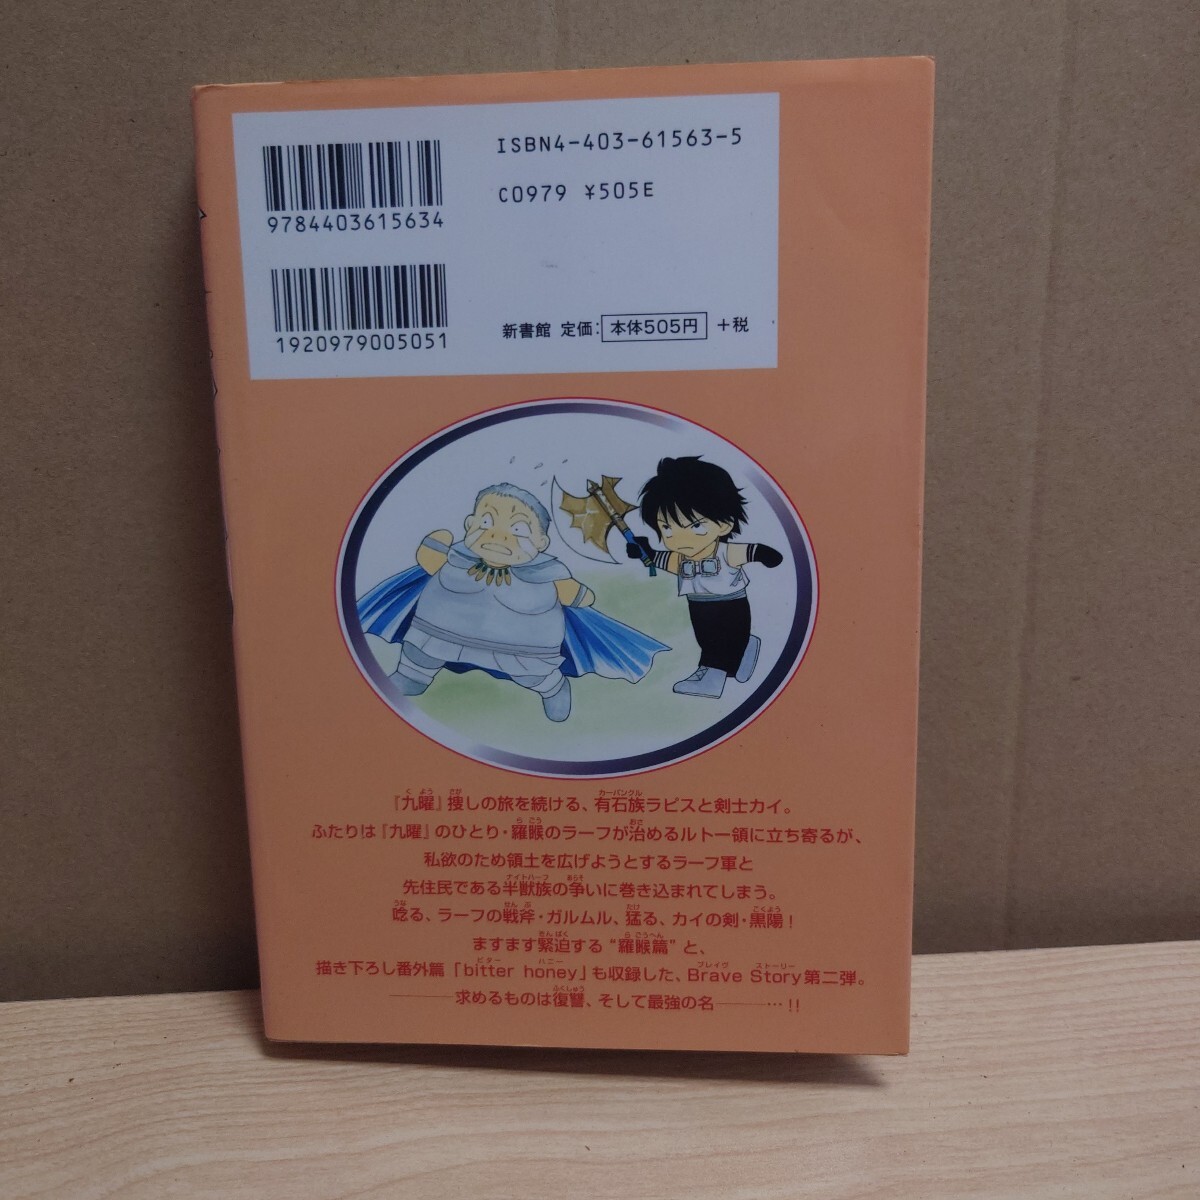 ISBN4-403-61563-5
9784403615634
C0979 ¥505E
1920979005051
新書館 定価:本体505円+税
『九曜』捜しの旅を続ける、有石族ラピスと剣士カイ。
ふたりは『九曜』のひとり・羅睺のラーフが治めるルトー領に立ち寄るが、
私欲のため領土を広げようとするラーフ軍と
先住民である半獣族の争いに巻き込まれてしまう。
唸る、ラーフの戦斧・ガルムル、猛る、カイの剣・黒陽!
ますます緊迫する“羅睺篇”と、
描き下ろし番外篇「bitter honey」も収録した、Brave Story第二弾。
―――求めるものは復讐、そして最強の名―――…!!